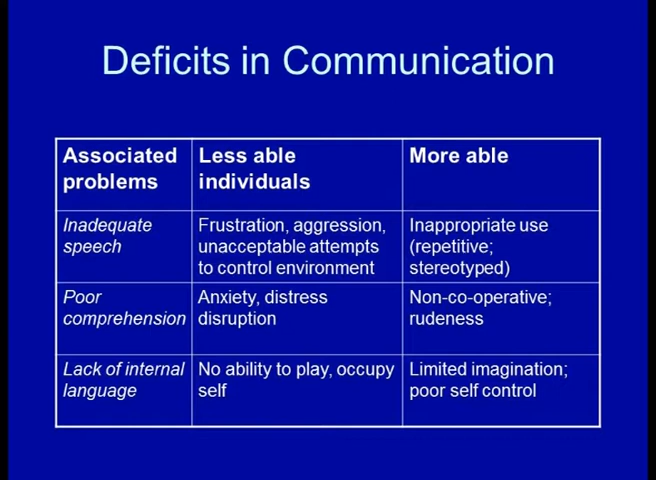 Deficits in Communication
Associated
problems
Less able
individuals
More able
Inadequate
speech
Frustration, aggression,
unacceptable attempts
to control environment
Inappropriate use
(repetitive;
stereotyped)
Poor
comprehension
Anxiety, distress
disruption
Non-co-operative;
rudeness
Lack of internal
language
No ability to play, occupy
self
Limited imagination;
poor self control